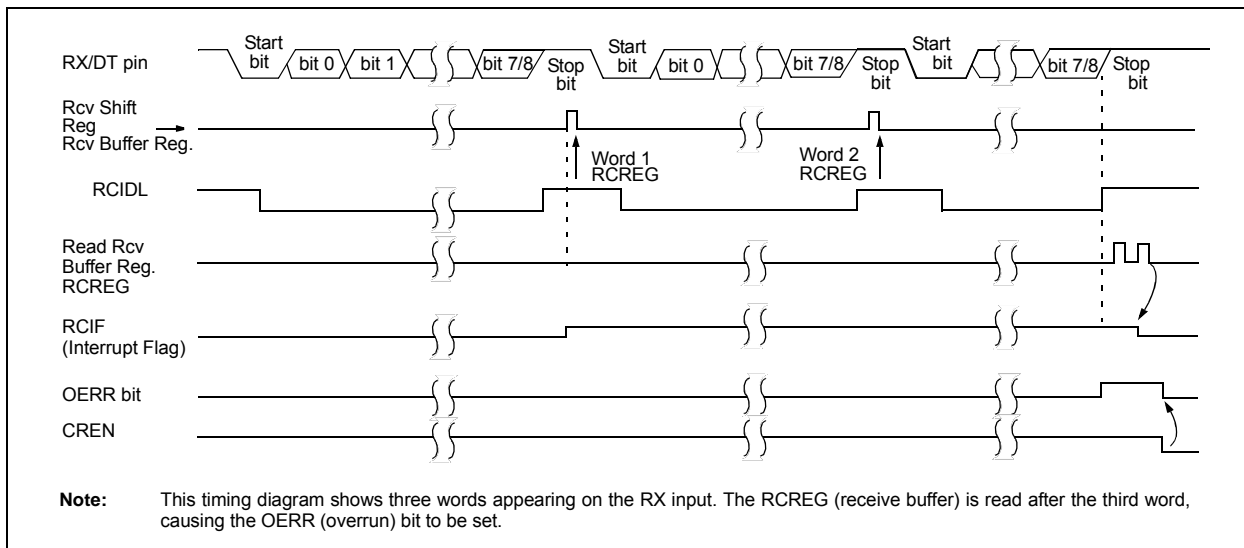 RX/DT pin
Start
bit
bit 0
bit 1
bit 7/8
Stop
bit
Start
bit
bit 0
bit 7/8
Stop
bit
Start
bit
bit 7/8
Stop
bit
Rcv Shift
Reg
Rcv Buffer Reg.
Word 1
RCREG
Word 2
RCREG
RCIDL
Read Rcv
Buffer Reg.
RCREG
RCIF
(Interrupt Flag)
OERR bit
CREN
Note: This timing diagram shows three words appearing on the RX input. The RCREG (receive buffer) is read after the third word,
causing the OERR (overrun) bit to be set.